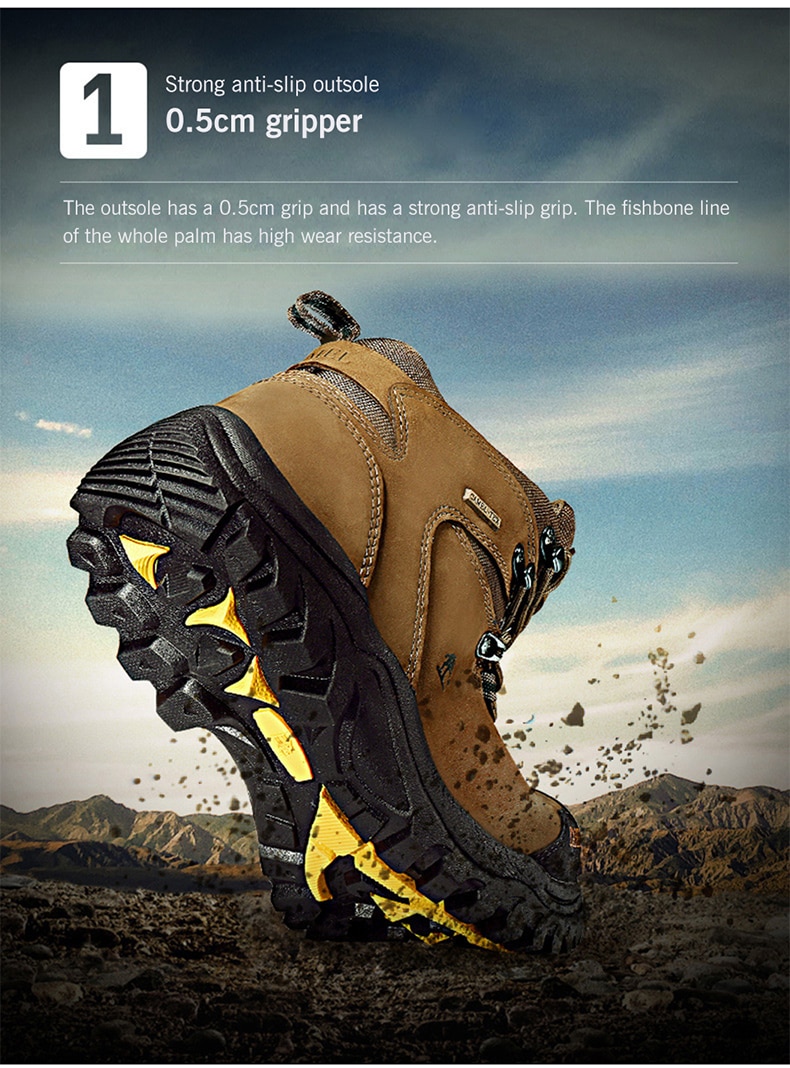 1
Strong anti-slip outsole
0.5cm gripper
The outsole has a 0.5cm grip and has a strong anti-slip grip. The fishbone line
of the whole palm has high wear resistance.